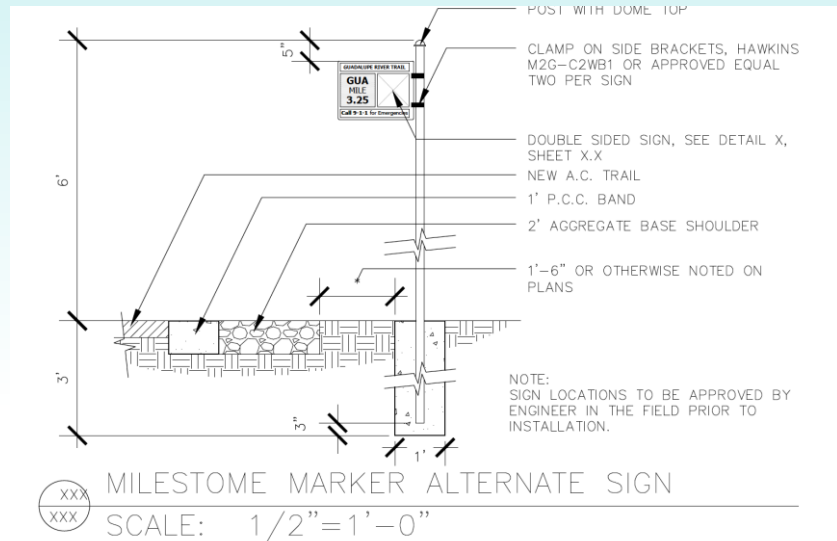 POST WITH DOME TOP
5"
CLAMP ON SIDE BRACKETS, HAWKINS
M2G-C2WB1 OR APPROVED EQUAL
TWO PER SIGN
GUADALUPE RIVER TRAIL
GUA
MILE
3.25
Call 9-1-1 for Emergencies
DOUBLE SIDED SIGN, SEE DETAIL X,
SHEET X.X
6'
NEW A.C. TRAIL
1' P.C.C. BAND
2' AGGREGATE BASE SHOULDER
1'-6" OR OTHERWISE NOTED ON
PLANS
3'
NOTE:
SIGN LOCATIONS TO BE APPROVED BY
ENGINEER IN THE FIELD PRIOR TO
INSTALLATION.
3"
1'
XXX
XXX
MILESTOME MARKER ALTERNATE SIGN
SCALE: 1/2"=1'-0"